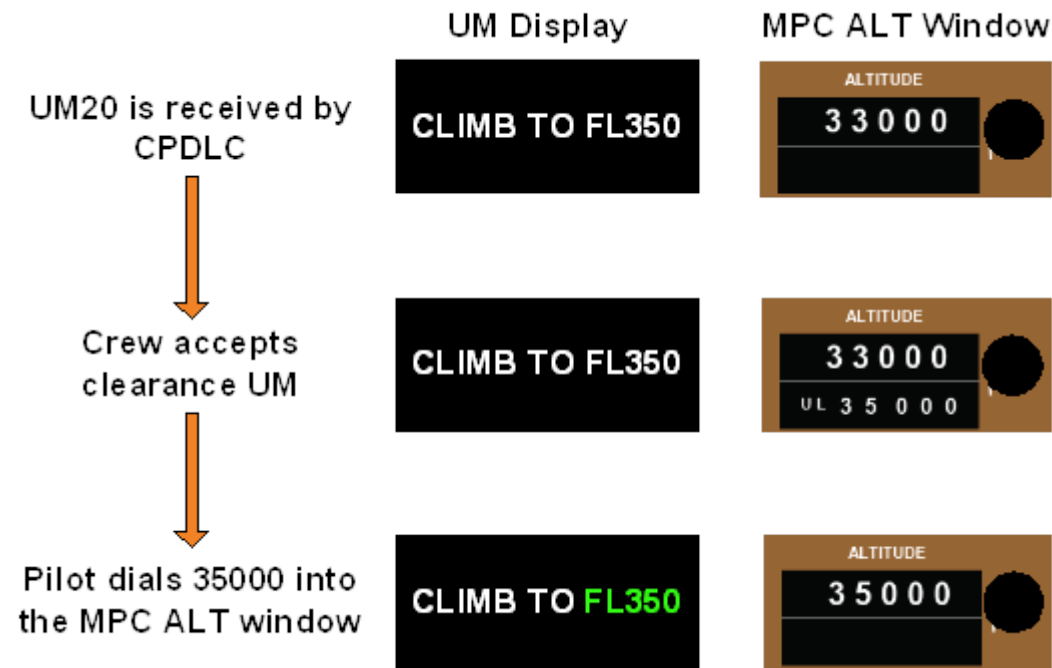 UM Display
MPC ALT Window
UM20 is received by
CPDLC
CLIMB TO FL350
ALTITUDE
33000
Crew accepts
clearance UM
CLIMB TO FL350
ALTITUDE
33000
UL 35 000
Pilot dials 35000 into
the MPC ALT window
CLIMB TO FL350
ALTITUDE
35000